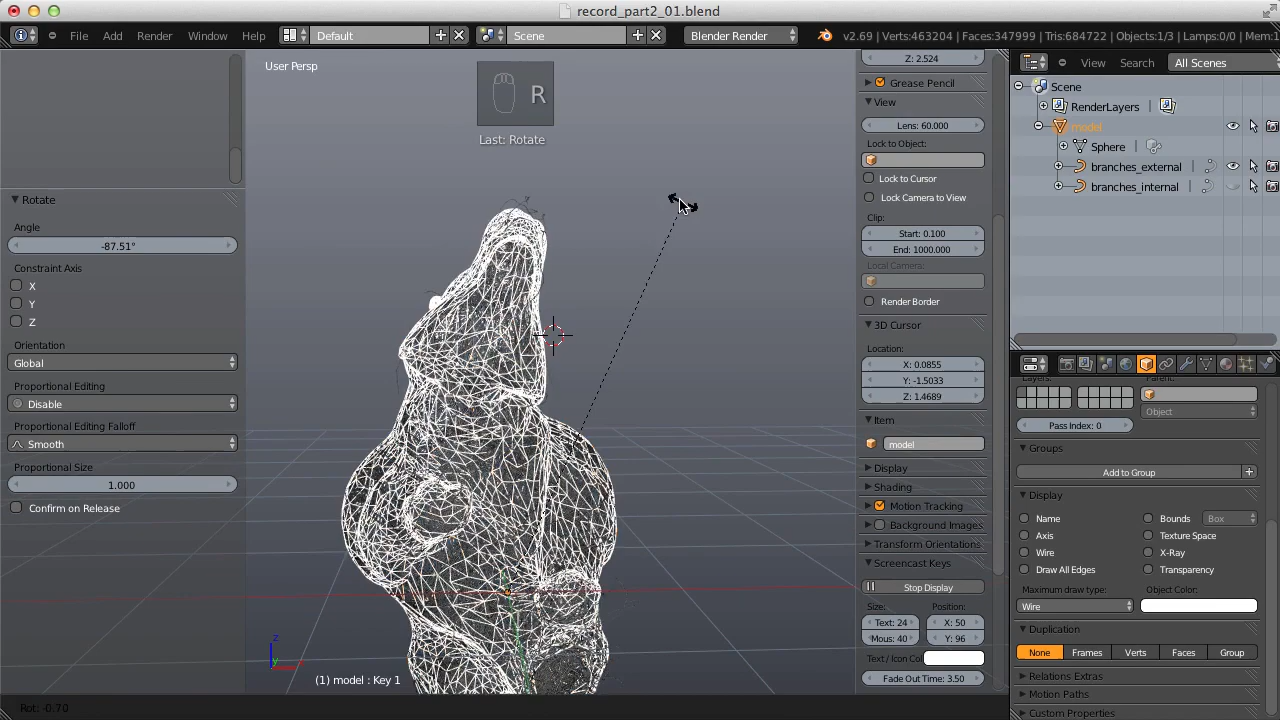 record_part2_01.blend
File Add Render Window Help Default Scene Blender Render v2.69 | Verts:463204 | Faces:347999 | Tris:684722 | Objects:1/3 | Lamps:0/0 | Mem:1
User Persp
R
Last: Rotate
Rotate
Angle
-87.51°
Constraint Axis
X
Y
Z
Orientation
Global
Proportional Editing
Disable
Proportional Editing Falloff
Smooth
Proportional Size
1.000
Confirm on Release
z
y
(1) model : Key 1
Rot: -0.70
Z: 2.524
Grease Pencil
View
Lens: 60.000
Lock to Object:
Lock to Cursor
Lock Camera to View
Clip:
Start: 0.100
End: 1000.000
Local Camera:
Render Border
3D Cursor
Location:
X: 0.0855
Y: -1.5033
Z: 1.4689
Item
model
Display
Shading
Motion Tracking
Background Images
Transform Orientations
Screencast Keys
Stop Display
Size: Position:
Text: 24 X: 50
Mous: 40 Y: 96
Text / Icon Col
Fade Out Time: 3.50
View Search All Scenes
Scene
RenderLayers |
model
Sphere |
branches_external |
branches_internal |
Layers: Parent:
Object
Pass Index: 0
Groups
Add to Group
Display
Name Bounds Box
Axis Texture Space
Wire X-Ray
Draw All Edges Transparency
Maximum draw type: Object Color:
Wire
Duplication
None Frames Verts Faces Group
Relations Extras
Motion Paths
Custom Properties